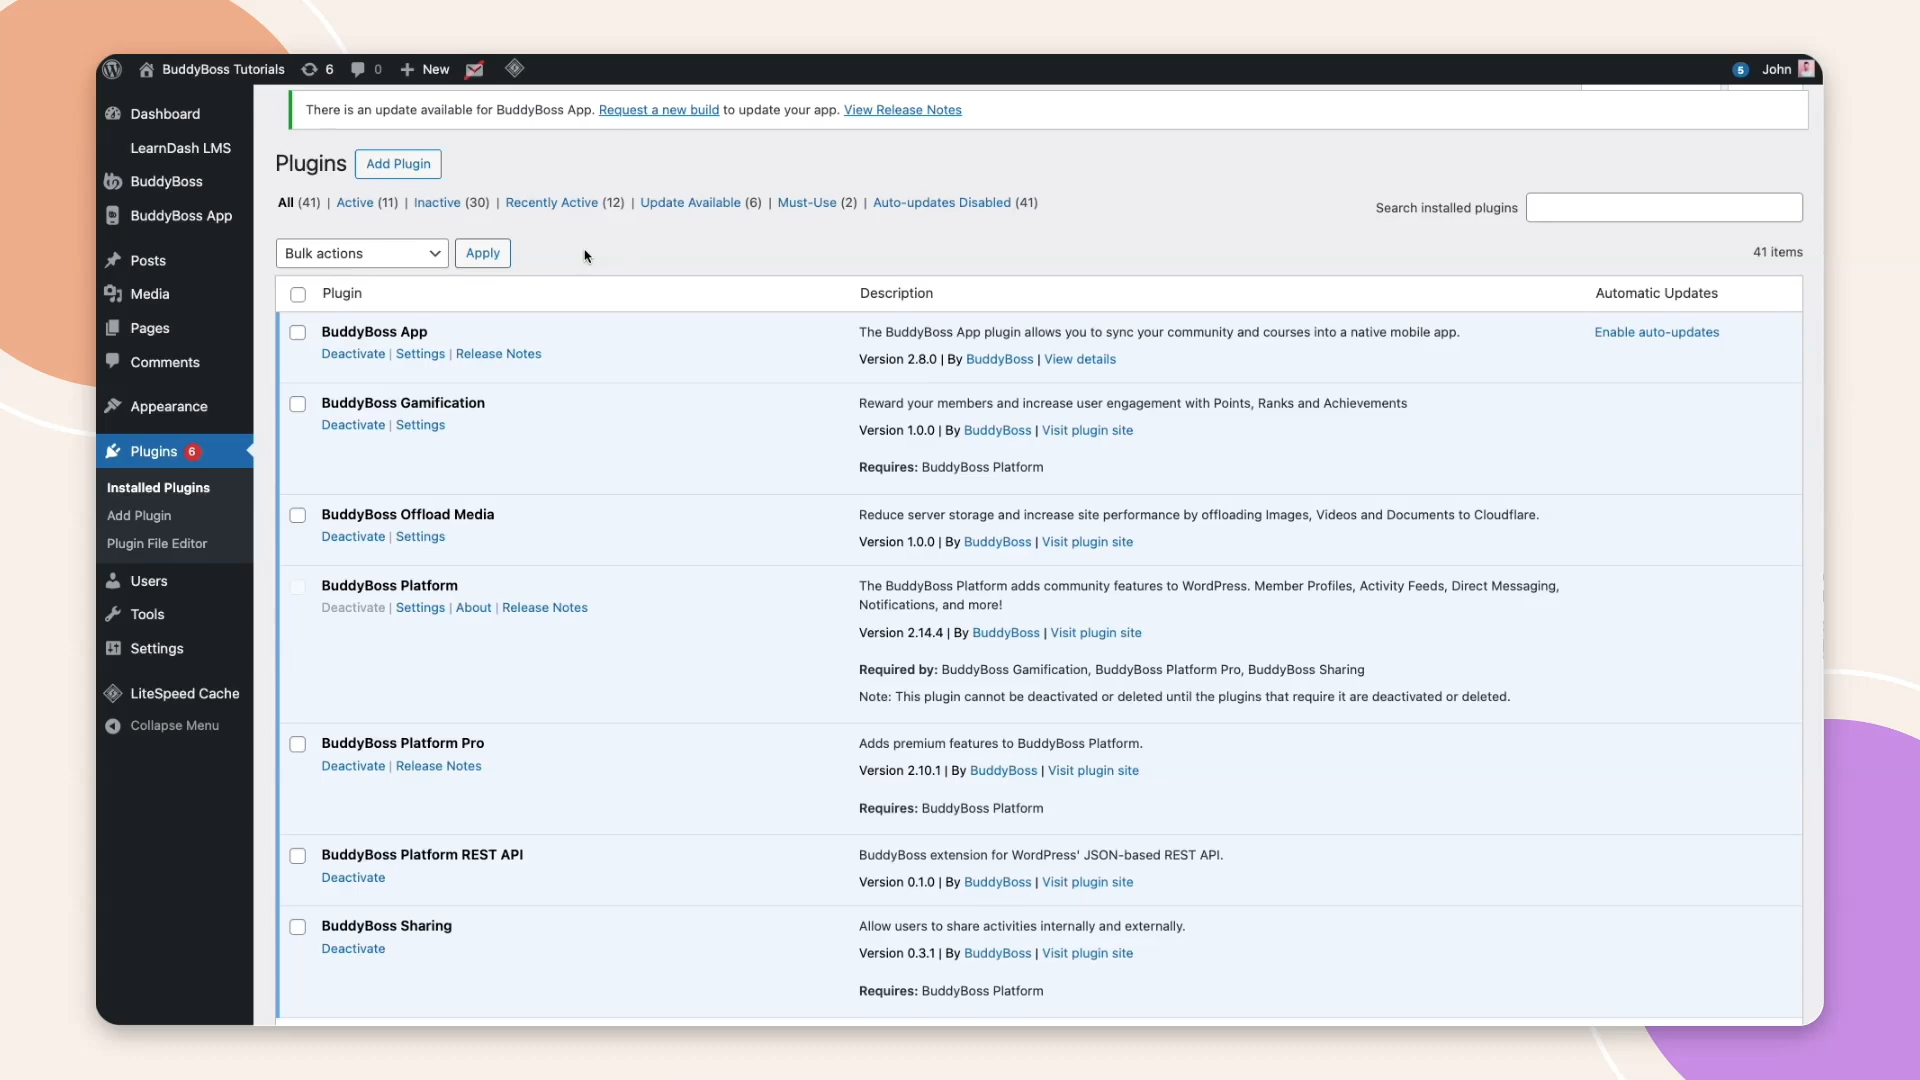 BuddyBoss Tutorials 6 0 New 5 John
Dashboard
LearnDash LMS
BuddyBoss
BuddyBoss App
Posts
Media
Pages
Comments
Appearance
Plugins 6
Installed Plugins
Add Plugin
Plugin File Editor
Users
Tools
Settings
LiteSpeed Cache
Collapse Menu
There is an update available for BuddyBoss App. Request a new build to update your app. View Release Notes
Plugins Add Plugin
All (41) | Active (11) | Inactive (30) | Recently Active (12) | Update Available (6) | Must-Use (2) | Auto-updates Disabled (41)
Search installed plugins
Bulk actions Apply
41 items
Plugin Description Automatic Updates
BuddyBoss App
Deactivate | Settings | Release Notes
The BuddyBoss App plugin allows you to sync your community and courses into a native mobile app.
Version 2.8.0 | By BuddyBoss | View details
Enable auto-updates
BuddyBoss Gamification
Deactivate | Settings
Reward your members and increase user engagement with Points, Ranks and Achievements
Version 1.0.0 | By BuddyBoss | Visit plugin site
Requires: BuddyBoss Platform
BuddyBoss Offload Media
Deactivate | Settings
Reduce server storage and increase site performance by offloading Images, Videos and Documents to Cloudflare.
Version 1.0.0 | By BuddyBoss | Visit plugin site
BuddyBoss Platform
Deactivate | Settings | About | Release Notes
The BuddyBoss Platform adds community features to WordPress. Member Profiles, Activity Feeds, Direct Messaging,
Notifications, and more!
Version 2.14.4 | By BuddyBoss | Visit plugin site
Required by: BuddyBoss Gamification, BuddyBoss Platform Pro, BuddyBoss Sharing
Note: This plugin cannot be deactivated or deleted until the plugins that require it are deactivated or deleted.
BuddyBoss Platform Pro
Deactivate | Release Notes
Adds premium features to BuddyBoss Platform.
Version 2.10.1 | By BuddyBoss | Visit plugin site
Requires: BuddyBoss Platform
BuddyBoss Platform REST API
Deactivate
BuddyBoss extension for WordPress' JSON-based REST API.
Version 0.1.0 | By BuddyBoss | Visit plugin site
BuddyBoss Sharing
Deactivate
Allow users to share activities internally and externally.
Version 0.3.1 | By BuddyBoss | Visit plugin site
Requires: BuddyBoss Platform